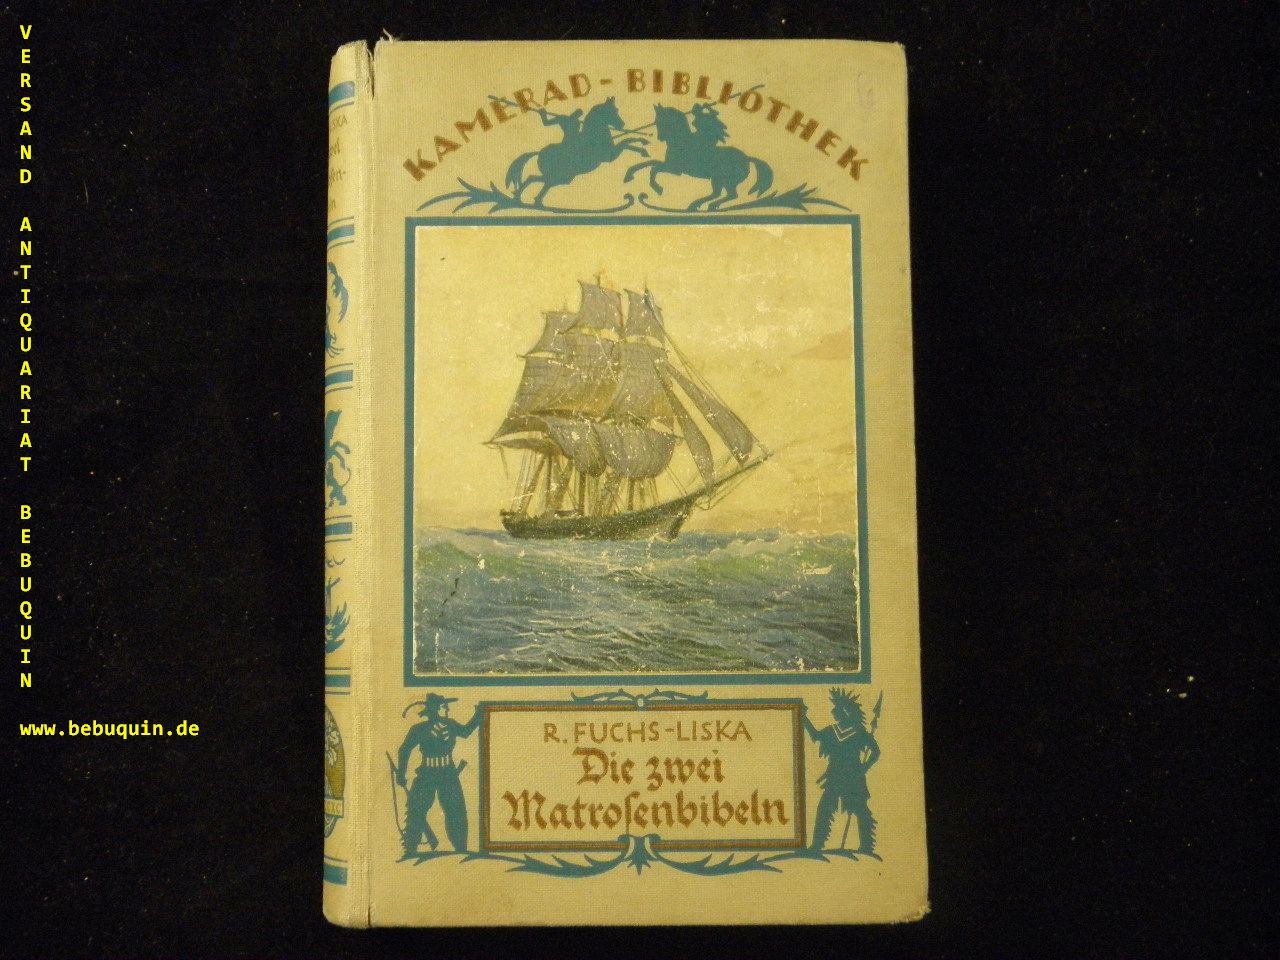 VERSAND ANTIQUARIAT BEBUQUIN
www.bebuquin.de
KAMERAD-BIBLIOTHEK
R. FUCHS-LISKA
Die zwei
Matroſenbibeln